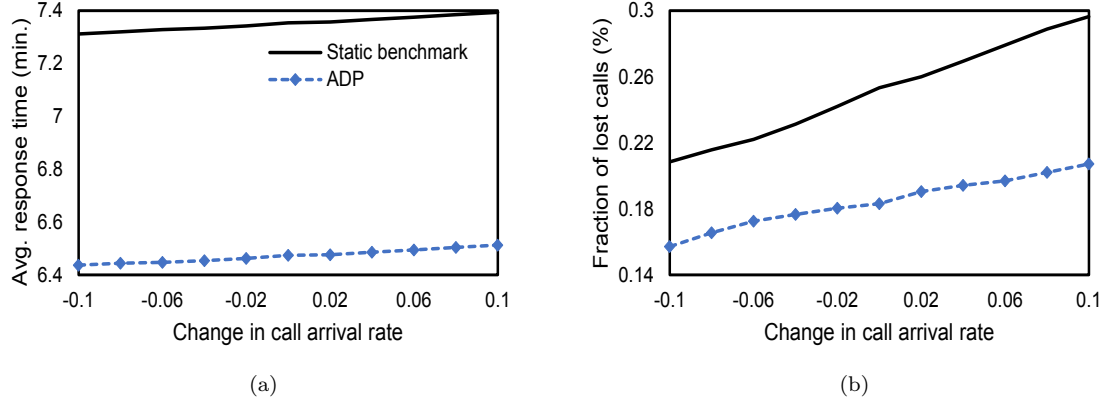 Avg. response time (min.)
7.4
7.2
7
6.8
6.6
6.4
Static benchmark
ADP
-0.1 -0.06 -0.02 0.02 0.06 0.1
Change in call arrival rate
(a)
Fraction of lost calls (%)
0.3
0.26
0.22
0.18
0.14
-0.1 -0.06 -0.02 0.02 0.06 0.1
Change in call arrival rate
(b)